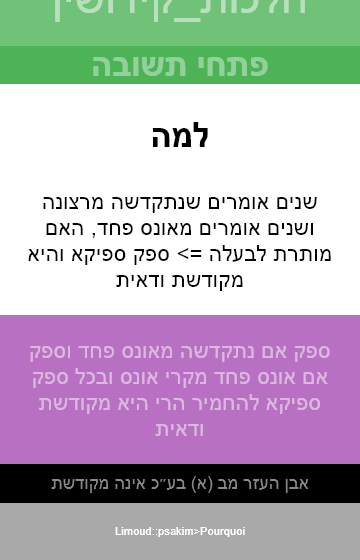 הלכות_קידושין
פתחי תשובה
למה
שנים אומרים שנתקדשה מרצונה
ושנים אומרים מאונס פחד, האם
מותרת לבעלה => ספק ספיקא והיא
מקודשת ודאית
ספק אם נתקדשה מאונס פחד וספק
אם אונס פחד מקרי אונס ובכל ספק
ספיקא להחמיר הרי היא מקודשת
ודאית
אבן העזר מב (א) בע״כ אינה מקודשת
Limoud::psakim>Pourquoi